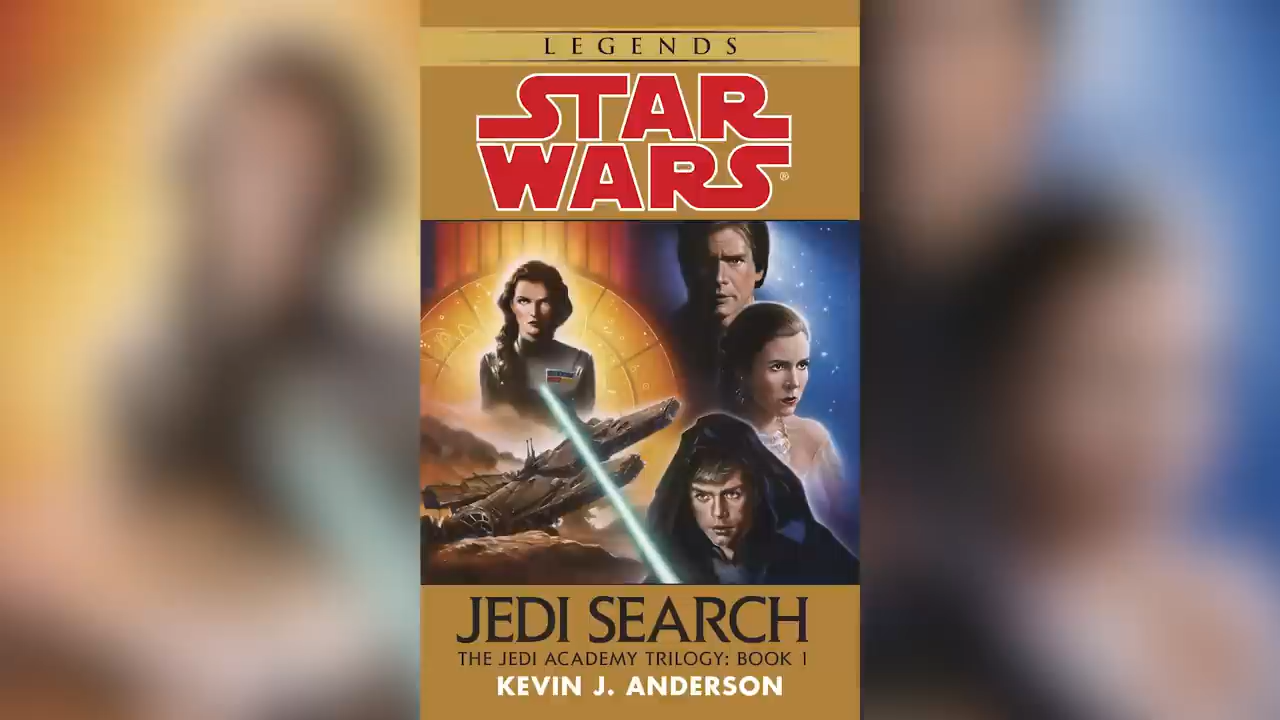 LEGENDS
STAR
WARS®
JEDI SEARCH
THE JEDI ACADEMY TRILOGY: BOOK 1
KEVIN J. ANDERSON